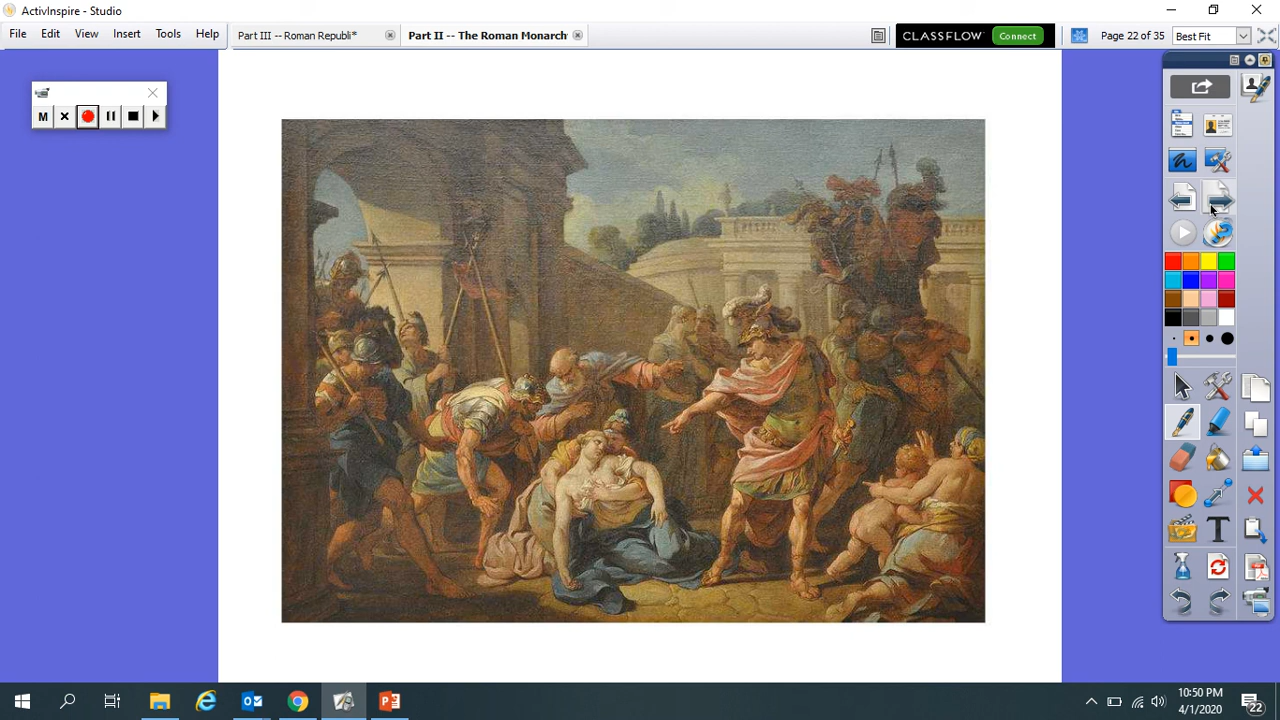 ActivInspire - Studio
File Edit View Insert Tools Help
Part III -- Roman Republi*
Part II -- The Roman Monarch
CLASSFLOW Connect
Page 22 of 35
Best Fit
M
10:50 PM
4/1/2020
22